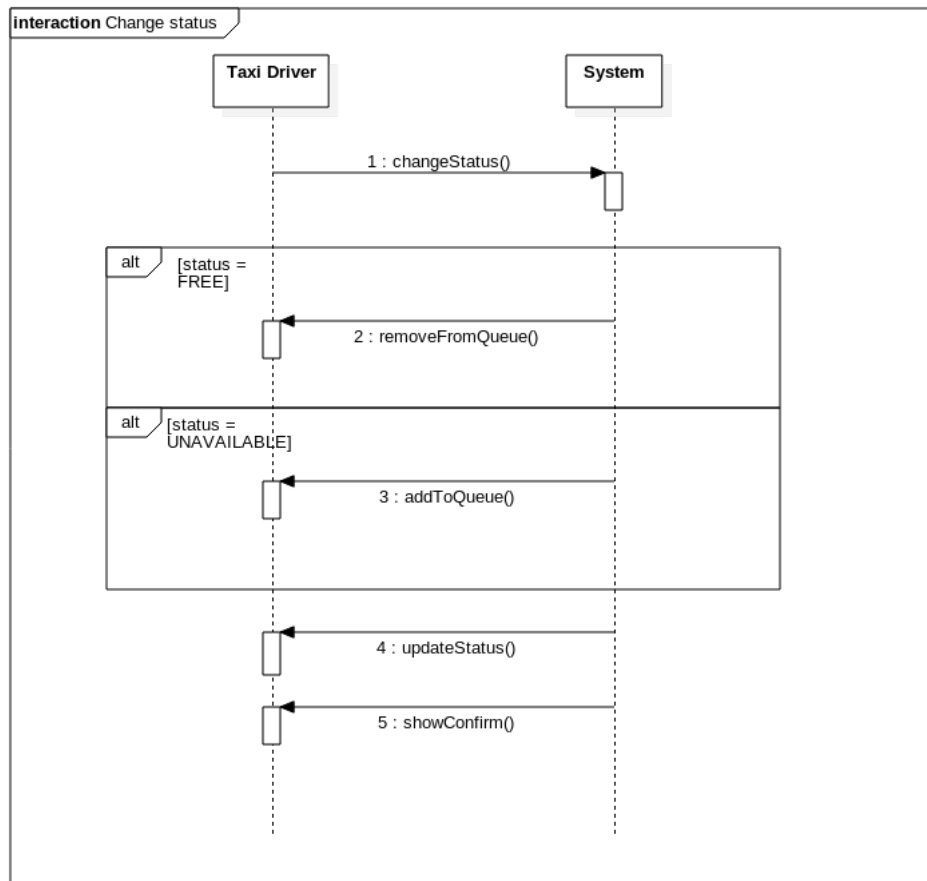 interaction Change status
Taxi Driver
System
1 : changeStatus()
alt
[status =
FREE]
2 : removeFromQueue()
alt
[status =
UNAVAILABLE]
3 : addToQueue()
4 : updateStatus()
5 : showConfirm()